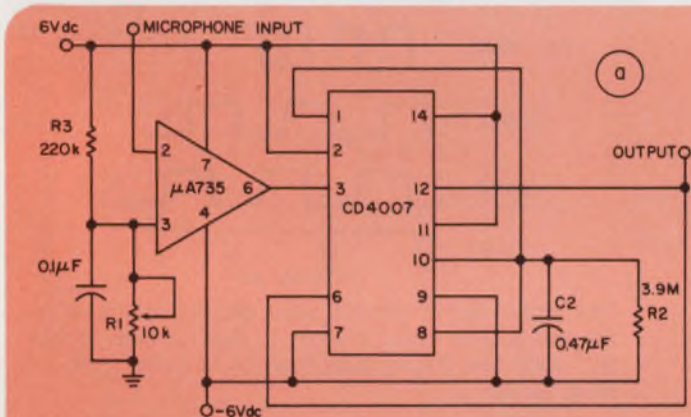 6Vdc
MICROPHONE INPUT
a
R3
220k
2
7
μA735
6
3
4
0.1μF
R1
10k
-6Vdc
1
2
3
6
7
CD4007
14
12
11
10
9
8
OUTPUT
C2
0.47μF
3.9M
R2